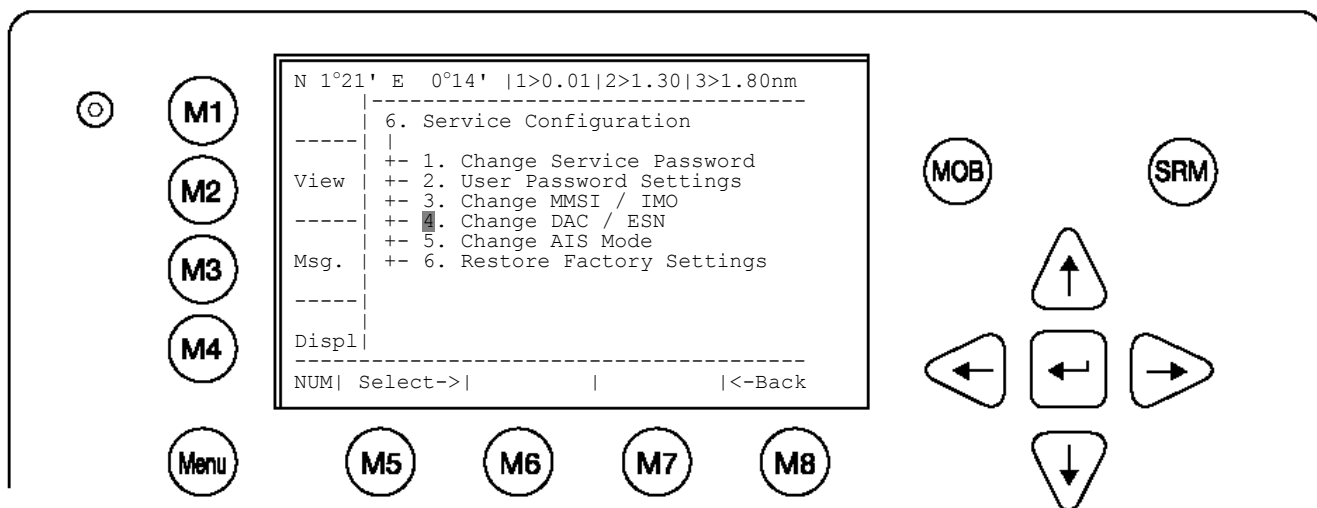 N 1°21' E  0°14' |1>0.01|2>1.30|3>1.80nm
6. Service Configuration
+- 1. Change Service Password
View | +- 2. User Password Settings
+- 3. Change MMSI / IMO
+- 4. Change DAC / ESN
+- 5. Change AIS Mode
Msg. | +- 6. Restore Factory Settings
Displ|
NUM| Select->|          |          |<-Back
M1
M2
M3
M4
Menu
M5
M6
M7
M8
MOB
SRM